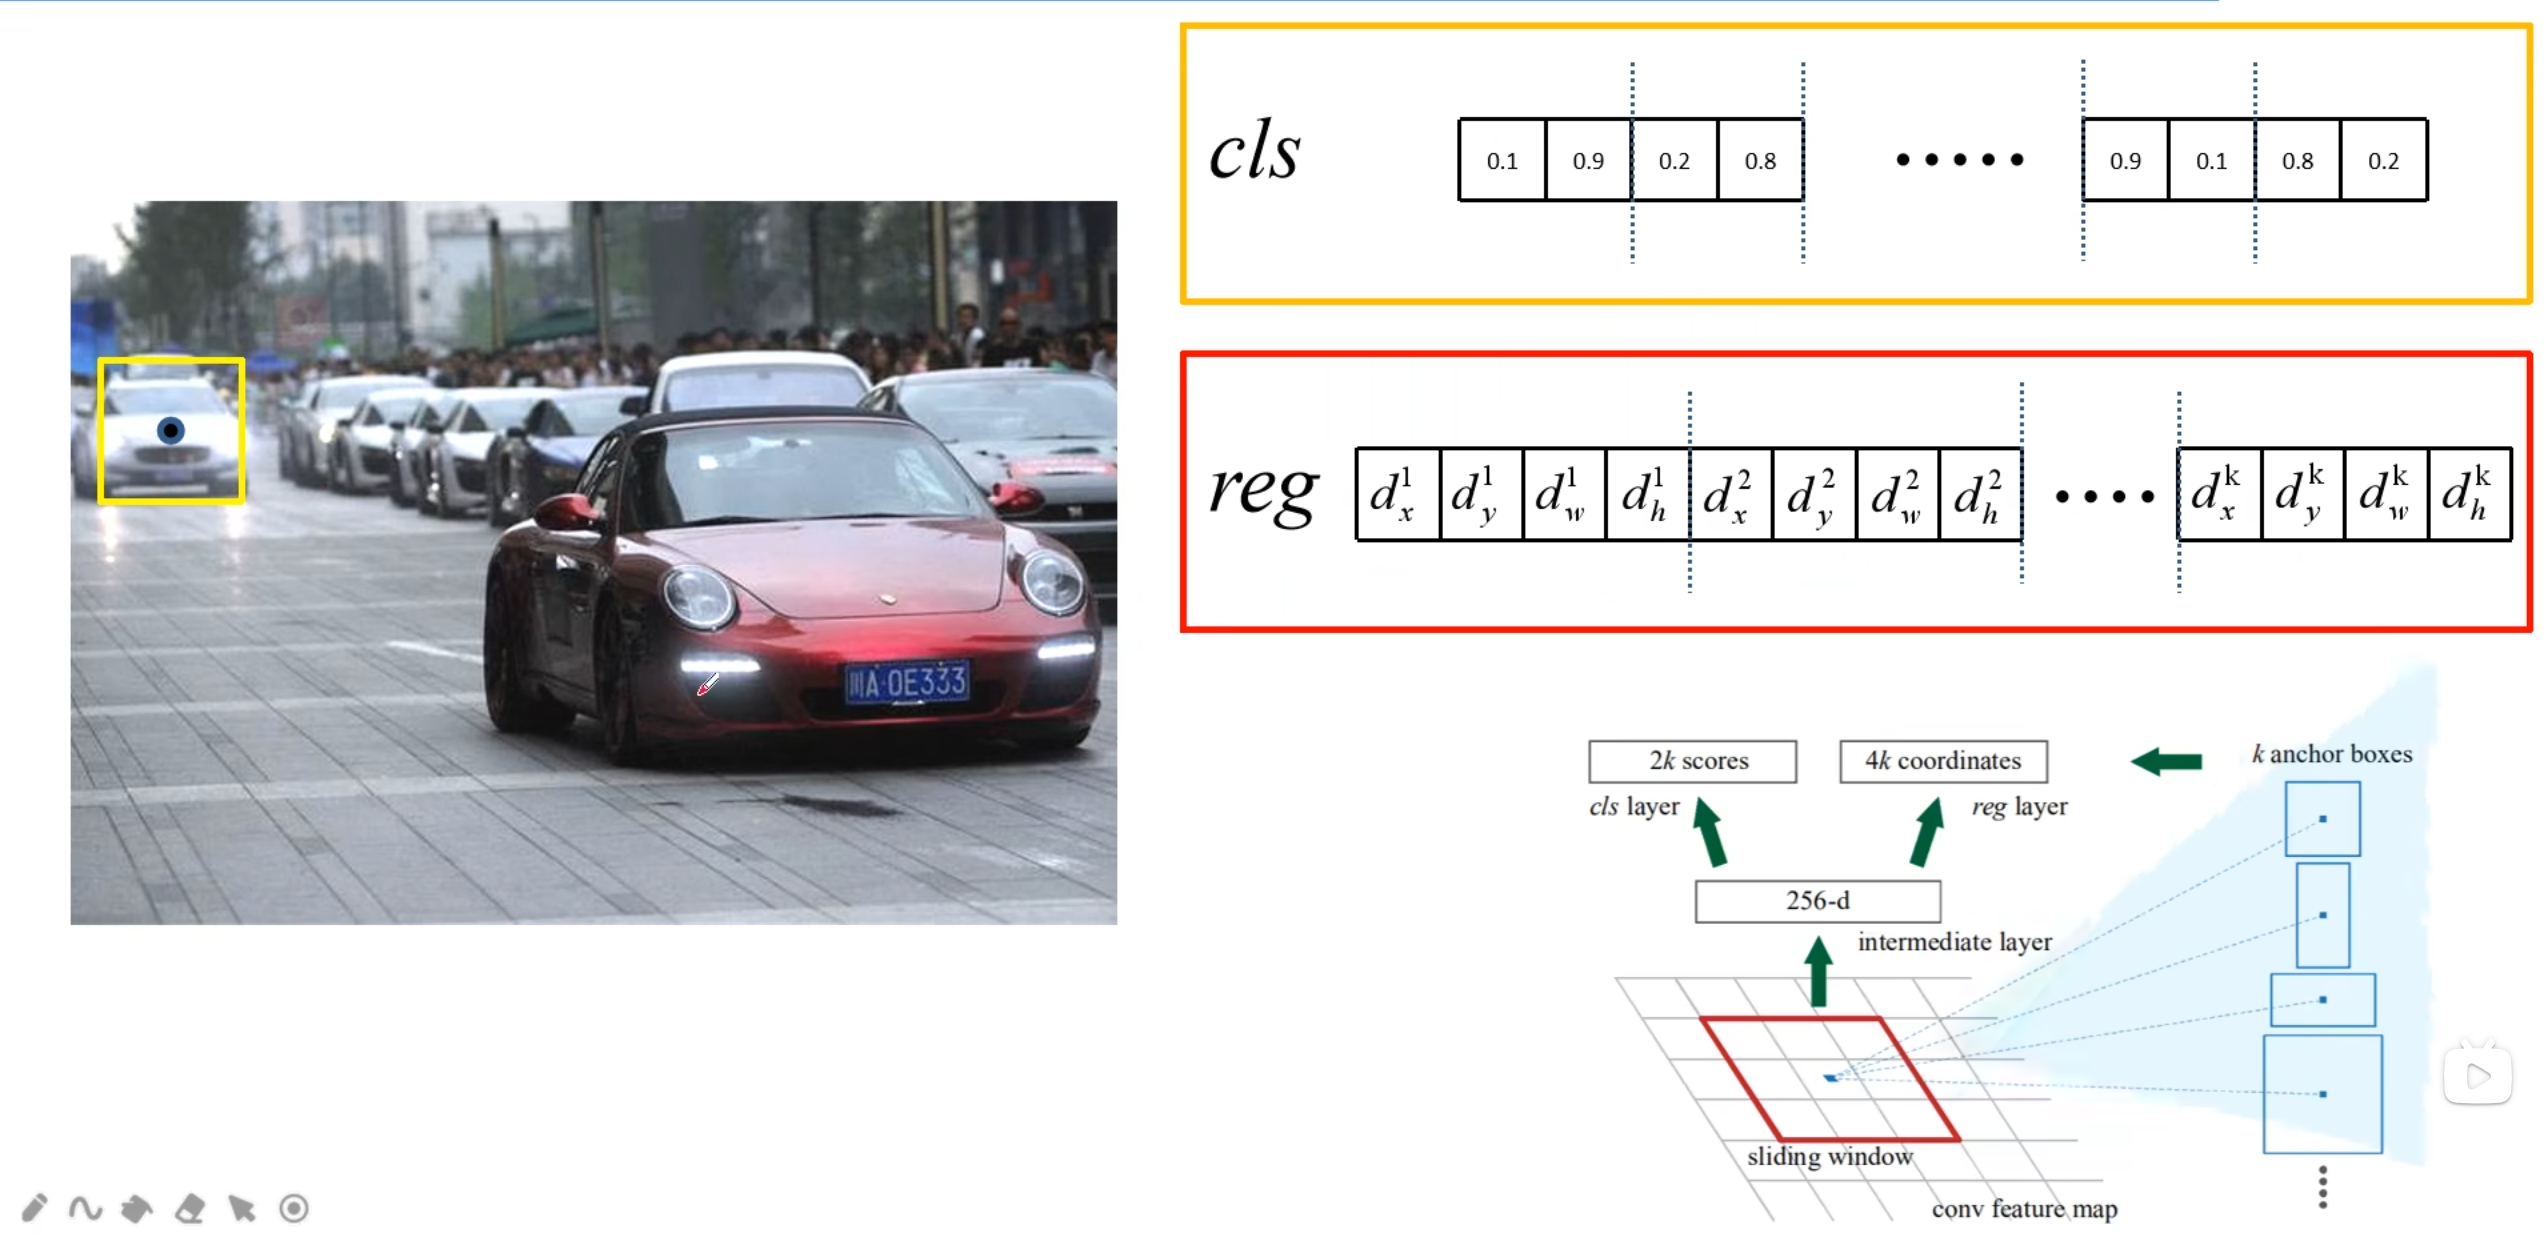 cls
0.1 0.9 0.2 0.8 ..... 0.9 0.1 0.8 0.2
reg
d_x^1 d_y^1 d_w^1 d_h^1 d_x^2 d_y^2 d_w^2 d_h^2 .... d_x^k d_y^k d_w^k d_h^k
川A·0E333
2k scores
4k coordinates
k anchor boxes
cls layer
reg layer
256-d
intermediate layer
sliding window
conv feature map